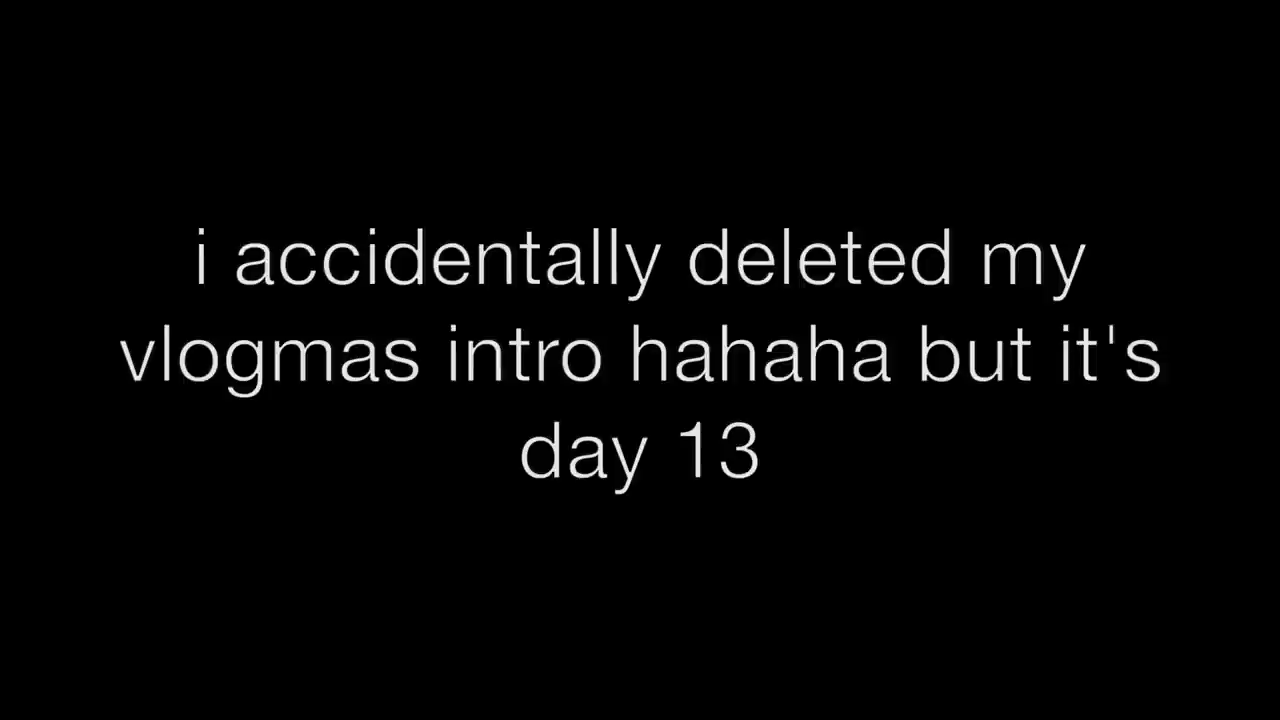 i accidentally deleted my
vlogmas intro hahaha but it's
day 13